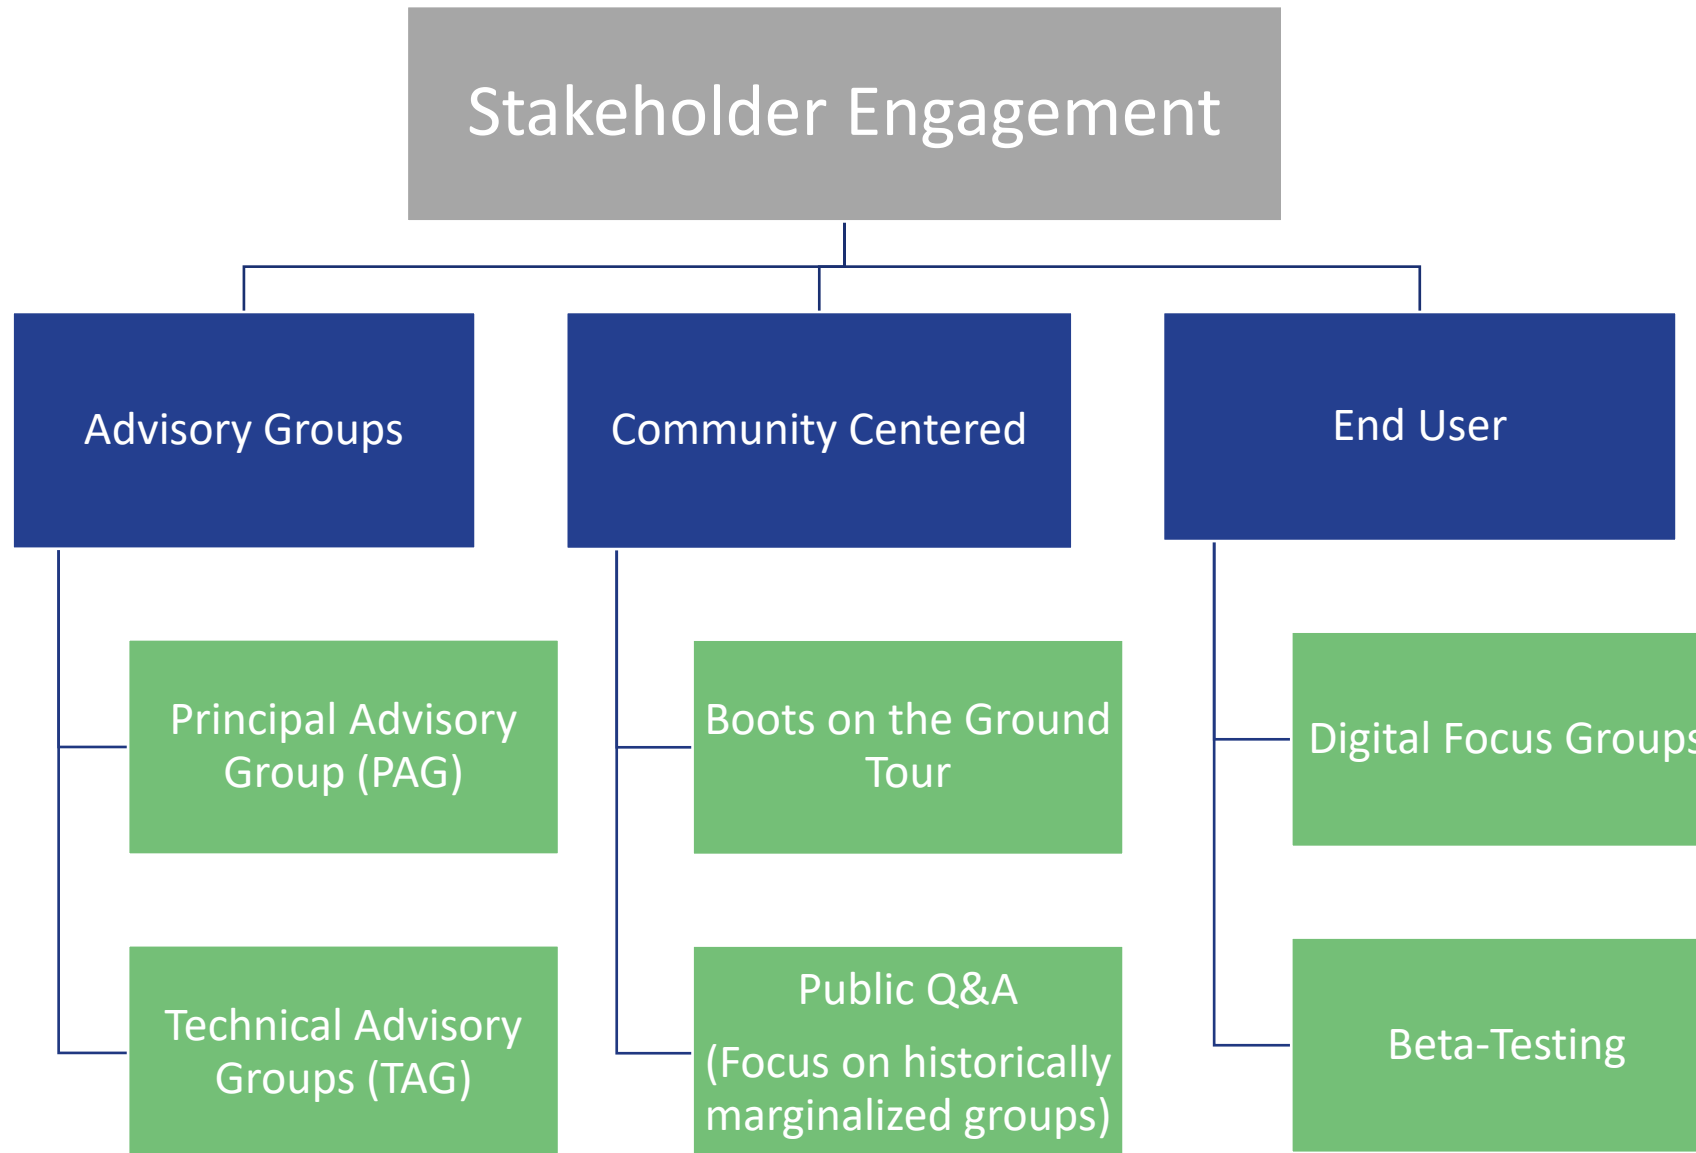 Stakeholder Engagement
Advisory Groups
Community Centered
End User
Principal Advisory
Group (PAG)
Boots on the Ground
Tour
Digital Focus Groups
Technical Advisory
Groups (TAG)
Public Q&A
(Focus on historically
marginalized groups)
Beta-Testing